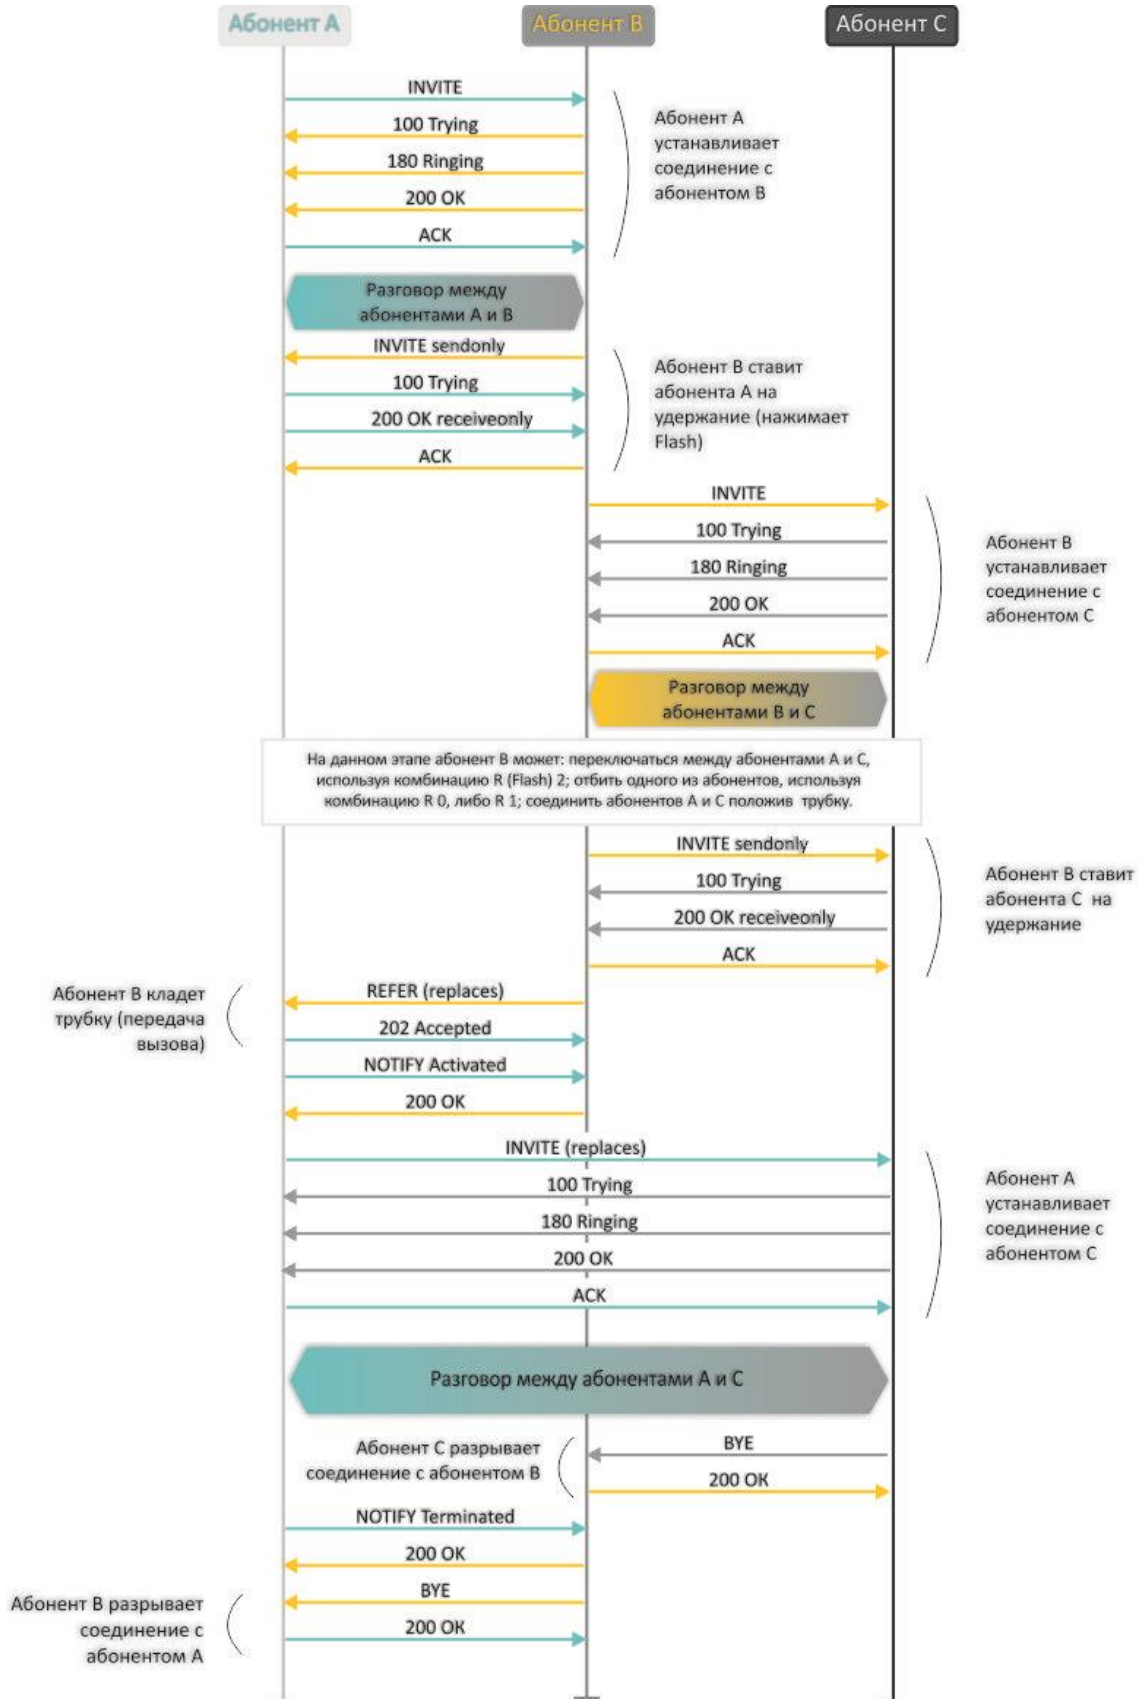 Абонент А
Абонент В
Абонент С
INVITE
100 Trying
180 Ringing
200 OK
ACK
Абонент А
устанавливает
соединение с
абонентом В
Разговор между
абонентами А и В
INVITE sendonly
100 Trying
200 OK receiveonly
ACK
Абонент В ставит
абонента А на
удержание (нажимает
Flash)
INVITE
100 Trying
180 Ringing
200 OK
ACK
Абонент В
устанавливает
соединение с
абонентом С
Разговор между
абонентами В и С
На данном этапе абонент В может: переключаться между абонентами А и С,
используя комбинацию R (Flash) 2; отбить одного из абонентов, используя
комбинацию R 0, либо R 1; соединить абонентов А и С положив трубку.
INVITE sendonly
100 Trying
200 OK receiveonly
ACK
Абонент В ставит
абонента С на
удержание
Абонент В кладет
трубку (передача
вызова)
REFER (replaces)
202 Accepted
NOTIFY Activated
200 OK
INVITE (replaces)
100 Trying
180 Ringing
200 OK
ACK
Абонент А
устанавливает
соединение с
абонентом С
Разговор между абонентами А и С
Абонент С разрывает
соединение с абонентом В
BYE
200 OK
NOTIFY Terminated
200 OK
BYE
200 OK
Абонент В разрывает
соединение с
абонентом А